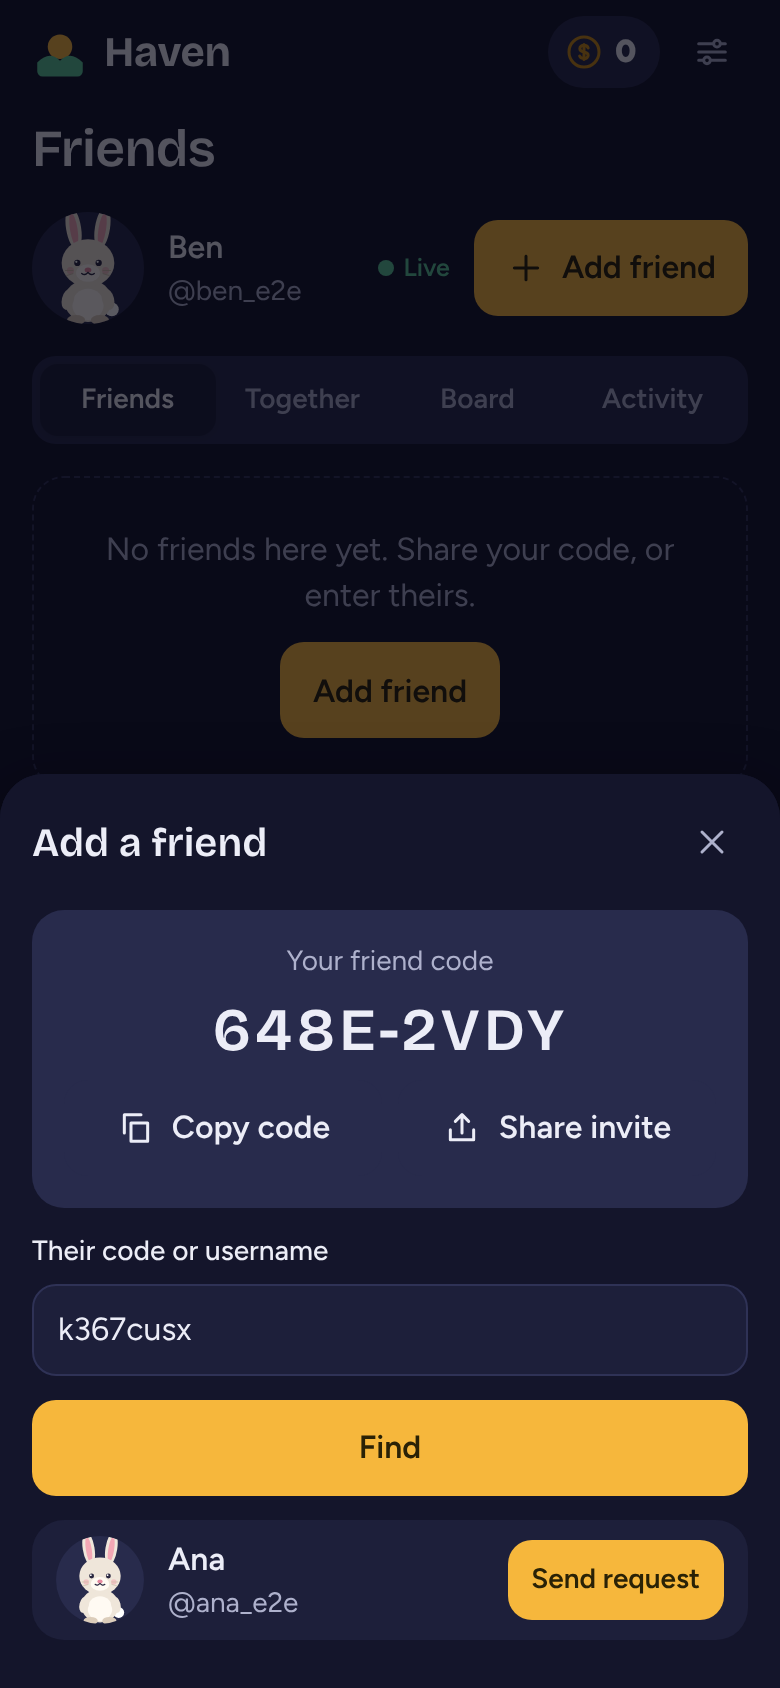 Haven
0
Friends
Ben
@ben_e2e
Live
Add friend
Friends
Together
Board
Activity
No friends here yet. Share your code, or
enter theirs.
Add friend
Add a friend
Your friend code
648E-2VDY
Copy code
Share invite
Their code or username
k367cusx
Find
Ana
@ana_e2e
Send request